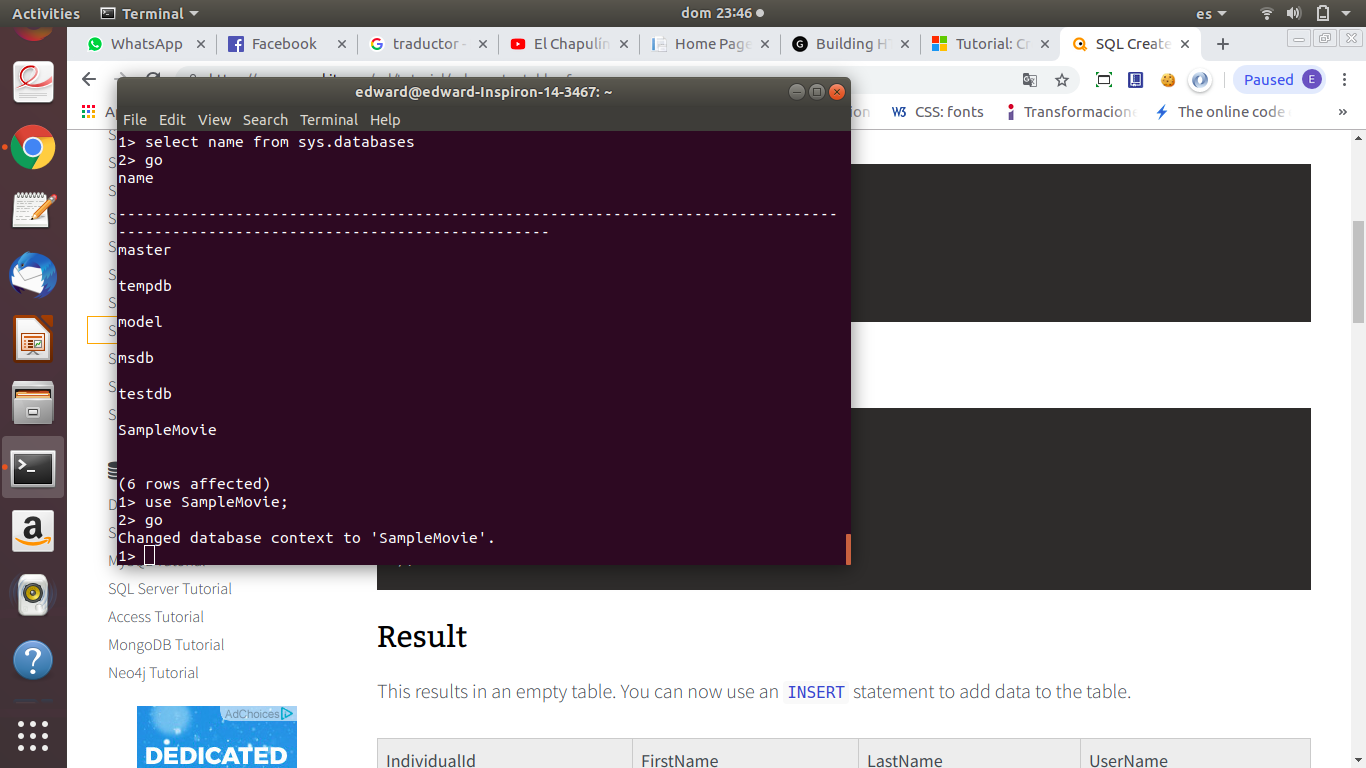 Activities
Terminal
dom 23:46
es
WhatsApp
Facebook
traductor -
El Chapulín
Home Page
Building HT
Tutorial: Cr
SQL Create
Paused
E
CSS: fonts
Transformacione
The online code
»
edward@edward-Inspiron-14-3467: ~
File Edit View Search Terminal Help
1> select name from sys.databases
2> go
name
--------------------------------------------------------------------------------
------------------------------------------------
master
tempdb
model
msdb
testdb
SampleMovie
(6 rows affected)
1> use SampleMovie;
2> go
Changed database context to 'SampleMovie'.
1>
SQL Server Tutorial
Access Tutorial
MongoDB Tutorial
Neo4j Tutorial
AdChoices
DEDICATED
Result
This results in an empty table. You can now use an INSERT statement to add data to the table.
IndividualId FirstName LastName UserName